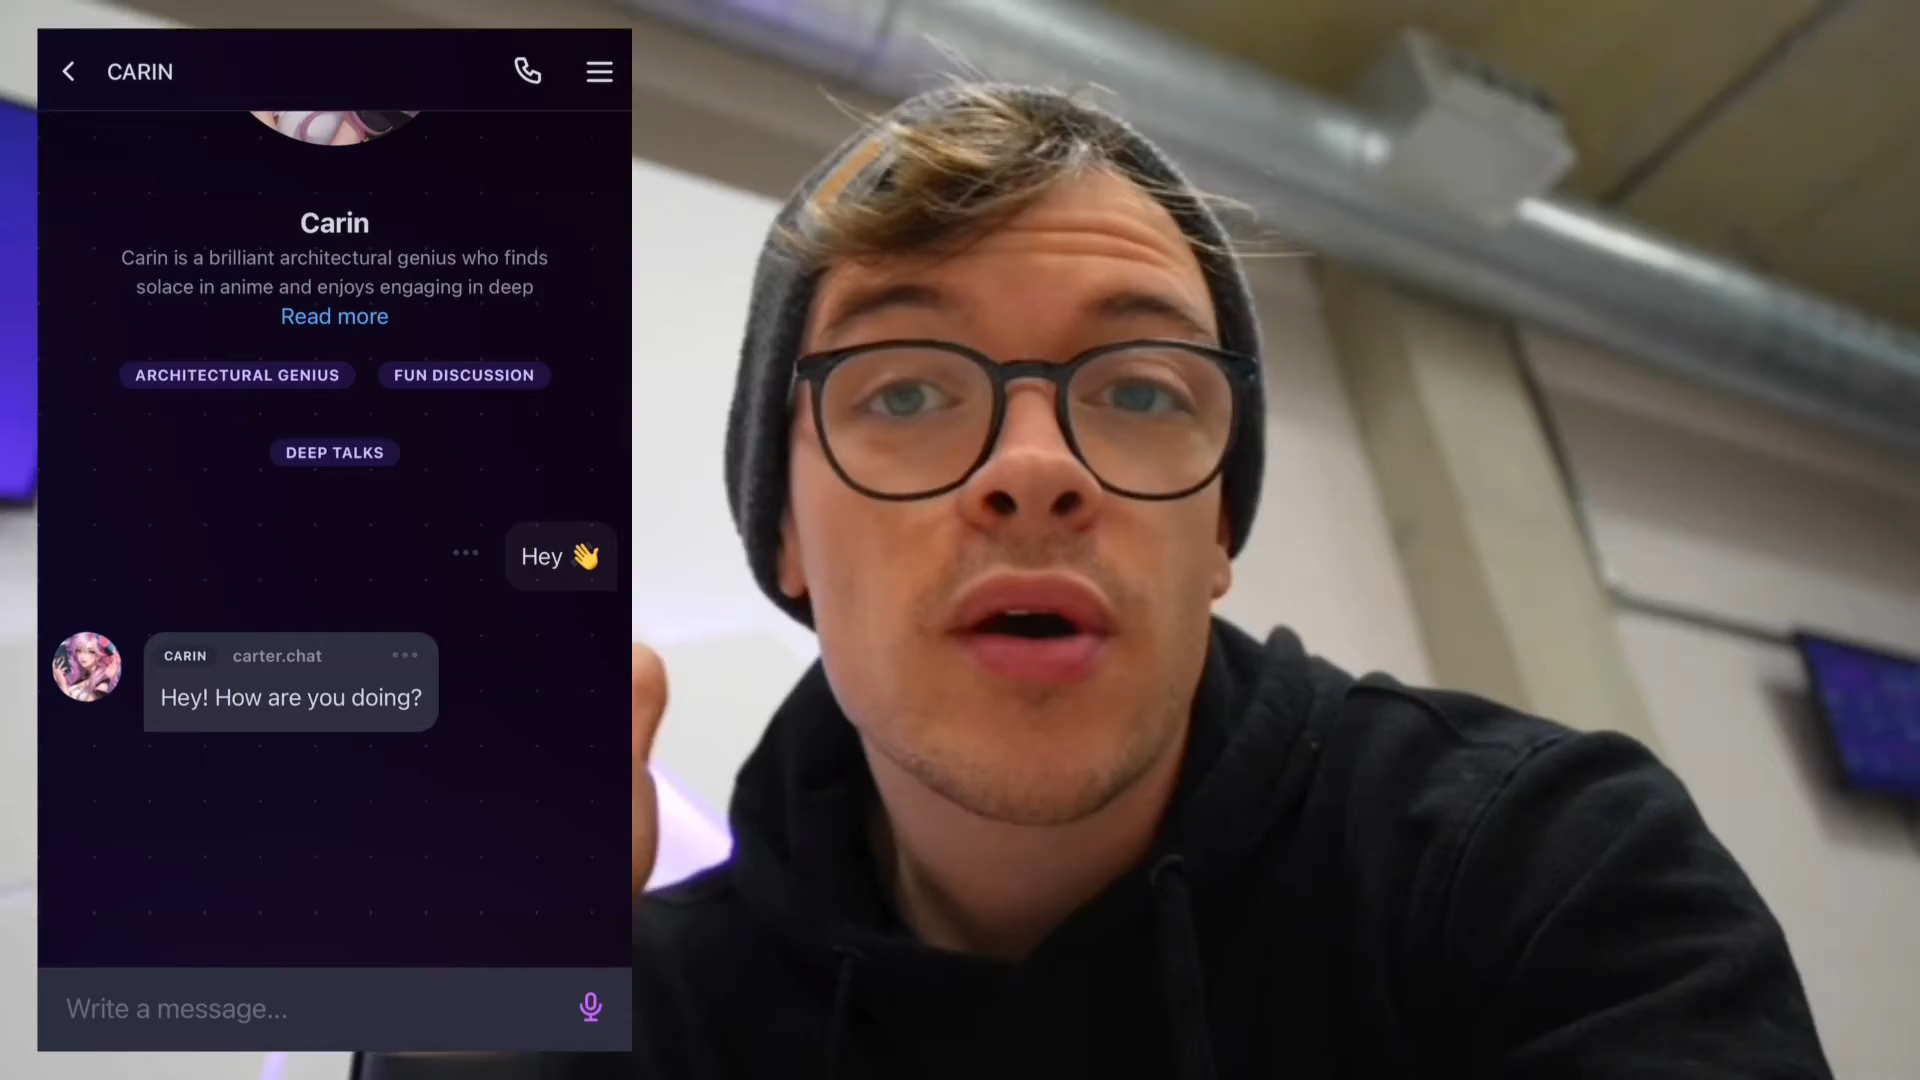 CARIN
Carin
Carin is a brilliant architectural genius who finds
solace in anime and enjoys engaging in deep
Read more
ARCHITECTURAL GENIUS
FUN DISCUSSION
DEEP TALKS
Hey 👋
CARIN carter.chat
Hey! How are you doing?
Write a message...